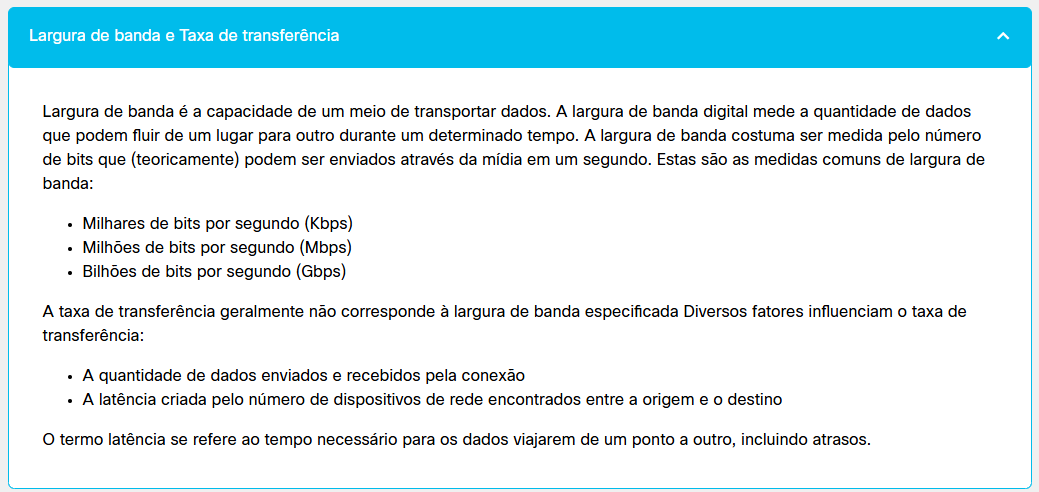 Largura de banda e Taxa de transferência
Largura de banda é a capacidade de um meio de transportar dados. A largura de banda digital mede a quantidade de dados
que podem fluir de um lugar para outro durante um determinado tempo. A largura de banda costuma ser medida pelo número
de bits que (teoricamente) podem ser enviados através da mídia em um segundo. Estas são as medidas comuns de largura de
banda:
• Milhares de bits por segundo (Kbps)
• Milhões de bits por segundo (Mbps)
• Bilhões de bits por segundo (Gbps)
A taxa de transferência geralmente não corresponde à largura de banda especificada Diversos fatores influenciam o taxa de
transferência:
• A quantidade de dados enviados e recebidos pela conexão
• A latência criada pelo número de dispositivos de rede encontrados entre a origem e o destino
O termo latência se refere ao tempo necessário para os dados viajarem de um ponto a outro, incluindo atrasos.